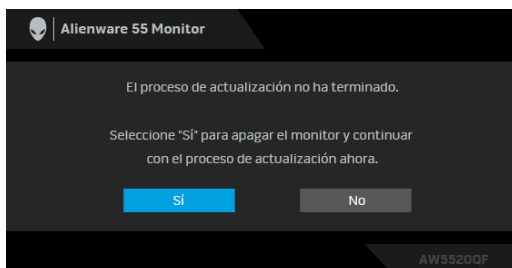 Alienware 55 Monitor
El proceso de actualización no ha terminado.
Seleccione "Sí" para apagar el monitor y continuar
con el proceso de actualización ahora.
Sí
No
AW5520QF